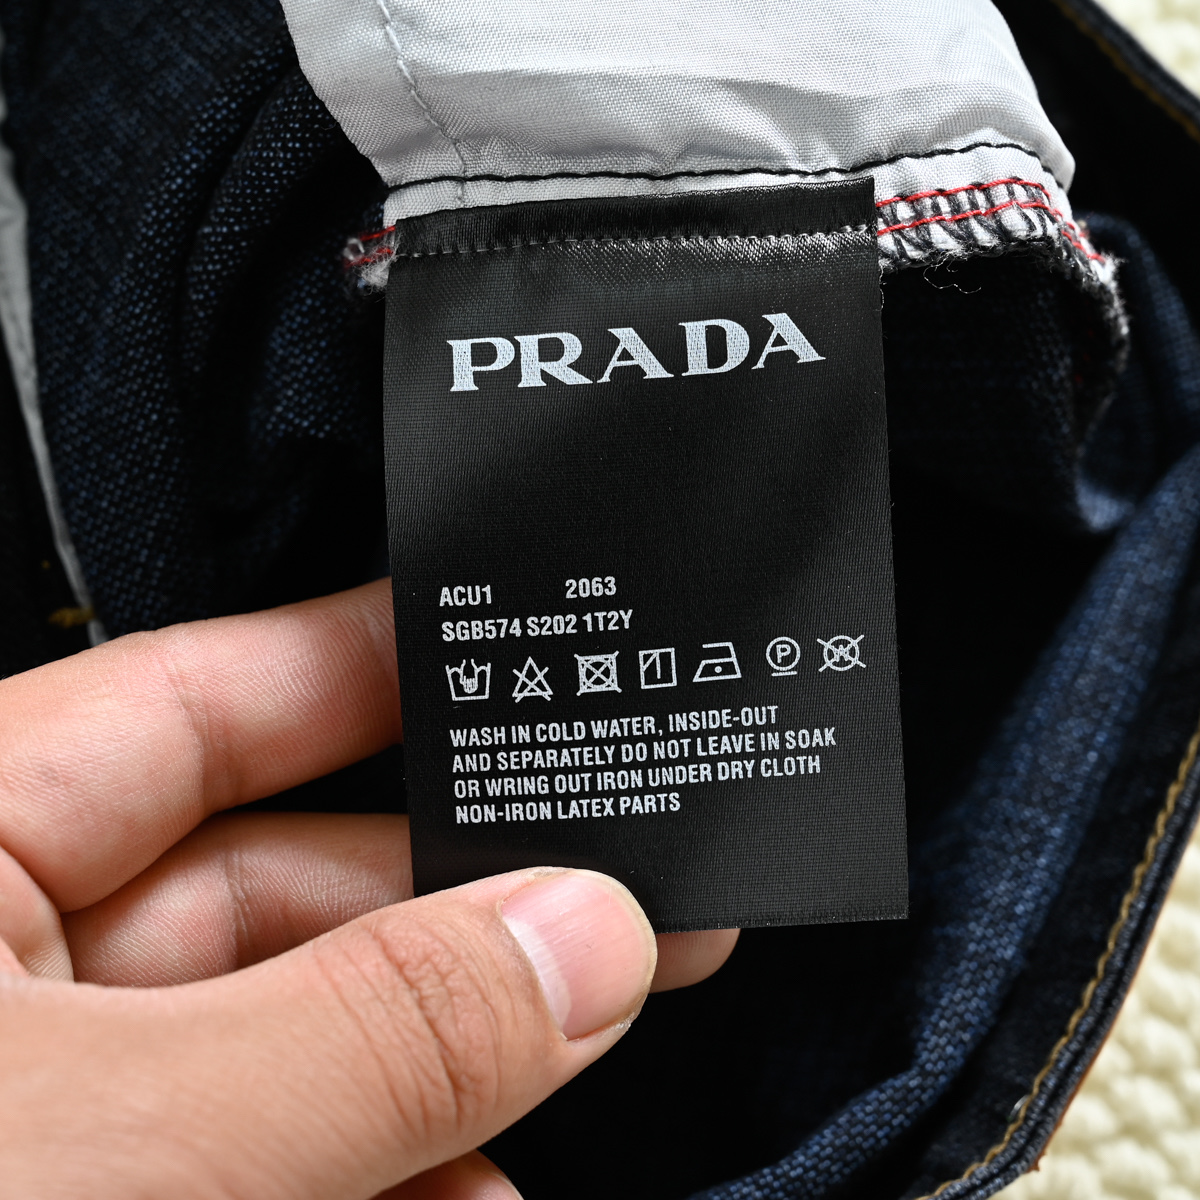 PRADA
ACU1 2063
SGB574 S202 1T2Y
P
WASH IN COLD WATER, INSIDE-OUT
AND SEPARATELY DO NOT LEAVE IN SOAK
OR WRING OUT IRON UNDER DRY CLOTH
NON-IRON LATEX PARTS